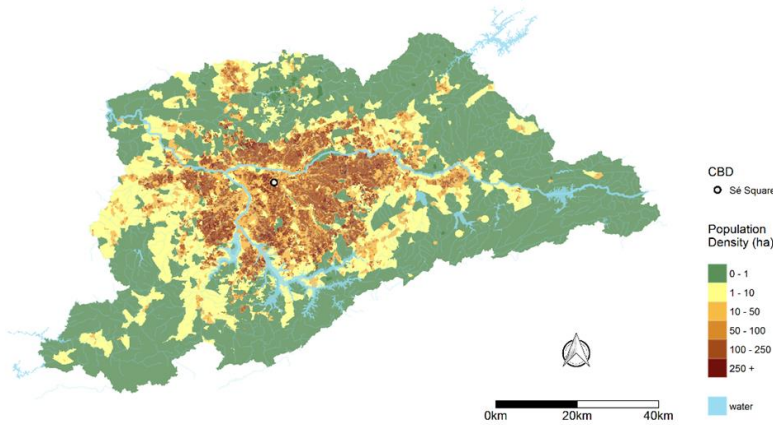 CBD
Sé Square
Population
Density (ha)
0 - 1
1 - 10
10 - 50
50 - 100
100 - 250
250 +
water
0km 20km 40km